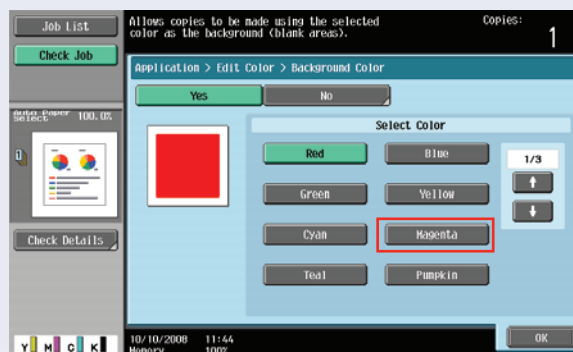 Job List
Check Job
Auto Paper Select 100.0%
1
Check Details
Y M C K
Allows copies to be made using the selected
color as the background (blank areas).
Copies:
1
Application > Edit Color > Background Color
Yes
No
Select Color
Red
Blue
Green
Yellow
Cyan
Magenta
Teal
Pumpkin
1/3
↑
↓
10/10/2008 11:44
Memory 100%
OK